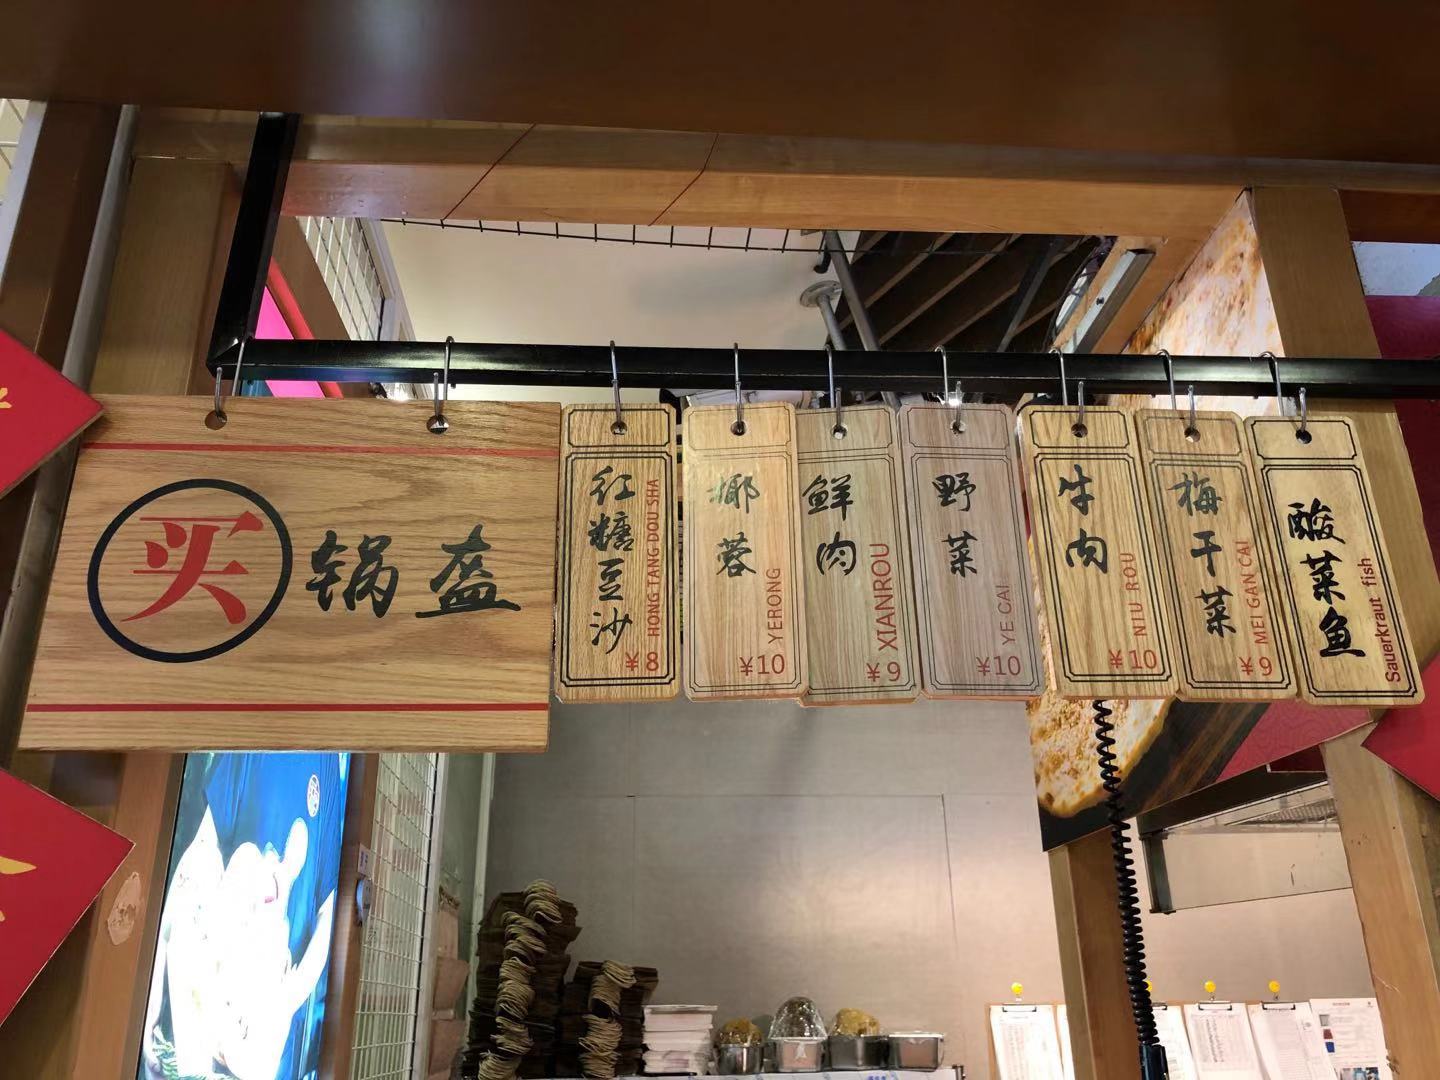 买 锅盔
红糖豆沙
HONG TANG DOU SHA
¥8
椰蓉
YERONG
¥10
鲜肉
XIANROU
¥9
野菜
YE CAI
¥10
牛肉
NIU ROU
¥10
梅干菜
MEI GAN CAI
¥9
酸菜鱼
Sauerkraut fish